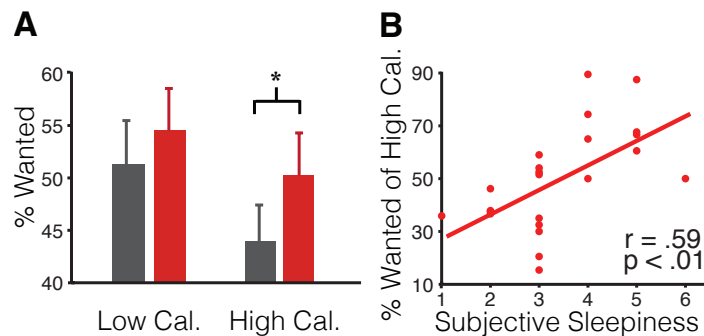 A
% Wanted
60
55
50
45
40
*
Low Cal.
High Cal.
B
% Wanted of High Cal.
90
70
50
30
10
r = .59
p < .01
1 2 3 4 5 6
Subjective Sleepiness